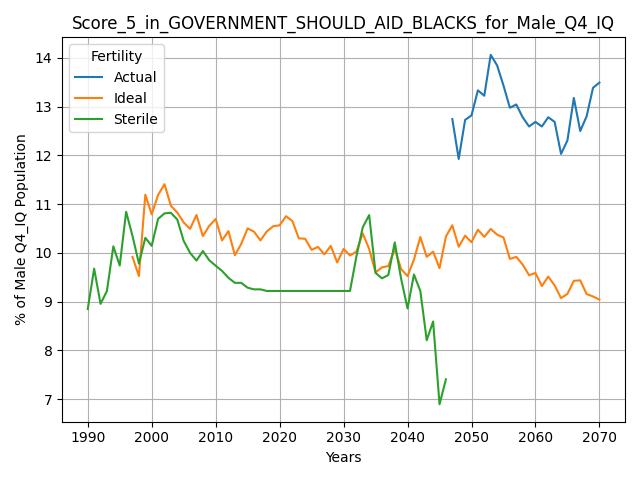 Score_5_in_GOVERNMENT_SHOULD_AID_BLACKS_for_Male_Q4_IQ
Fertility
Actual
Ideal
Sterile
% of Male Q4_IQ Population
14
13
12
11
10
9
8
7
1990 2000 2010 2020 2030 2040 2050 2060 2070
Years